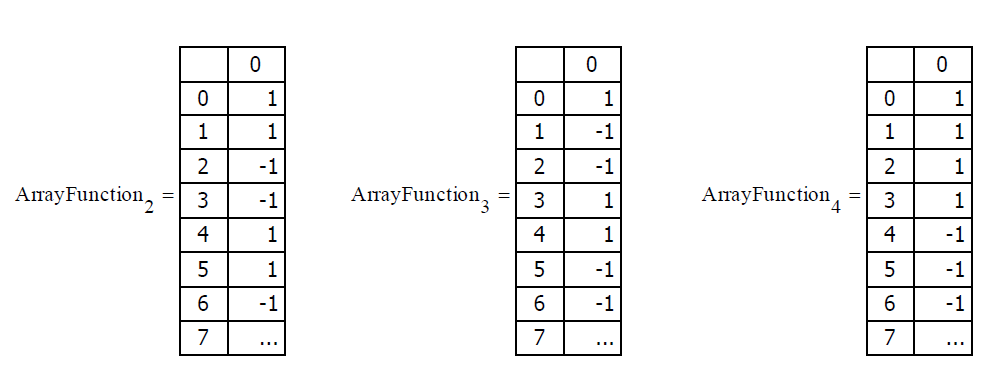 0 0 0
0 1 0 1 0 1
1 1 1 -1 1 1
2 -1 2 -1 2 1
ArrayFunction2 = 3 -1 ArrayFunction3 = 3 1 ArrayFunction4 = 3 1
4 1 4 1 4 -1
5 1 5 -1 5 -1
6 -1 6 -1 6 -1
7 ... 7 ... 7 ...